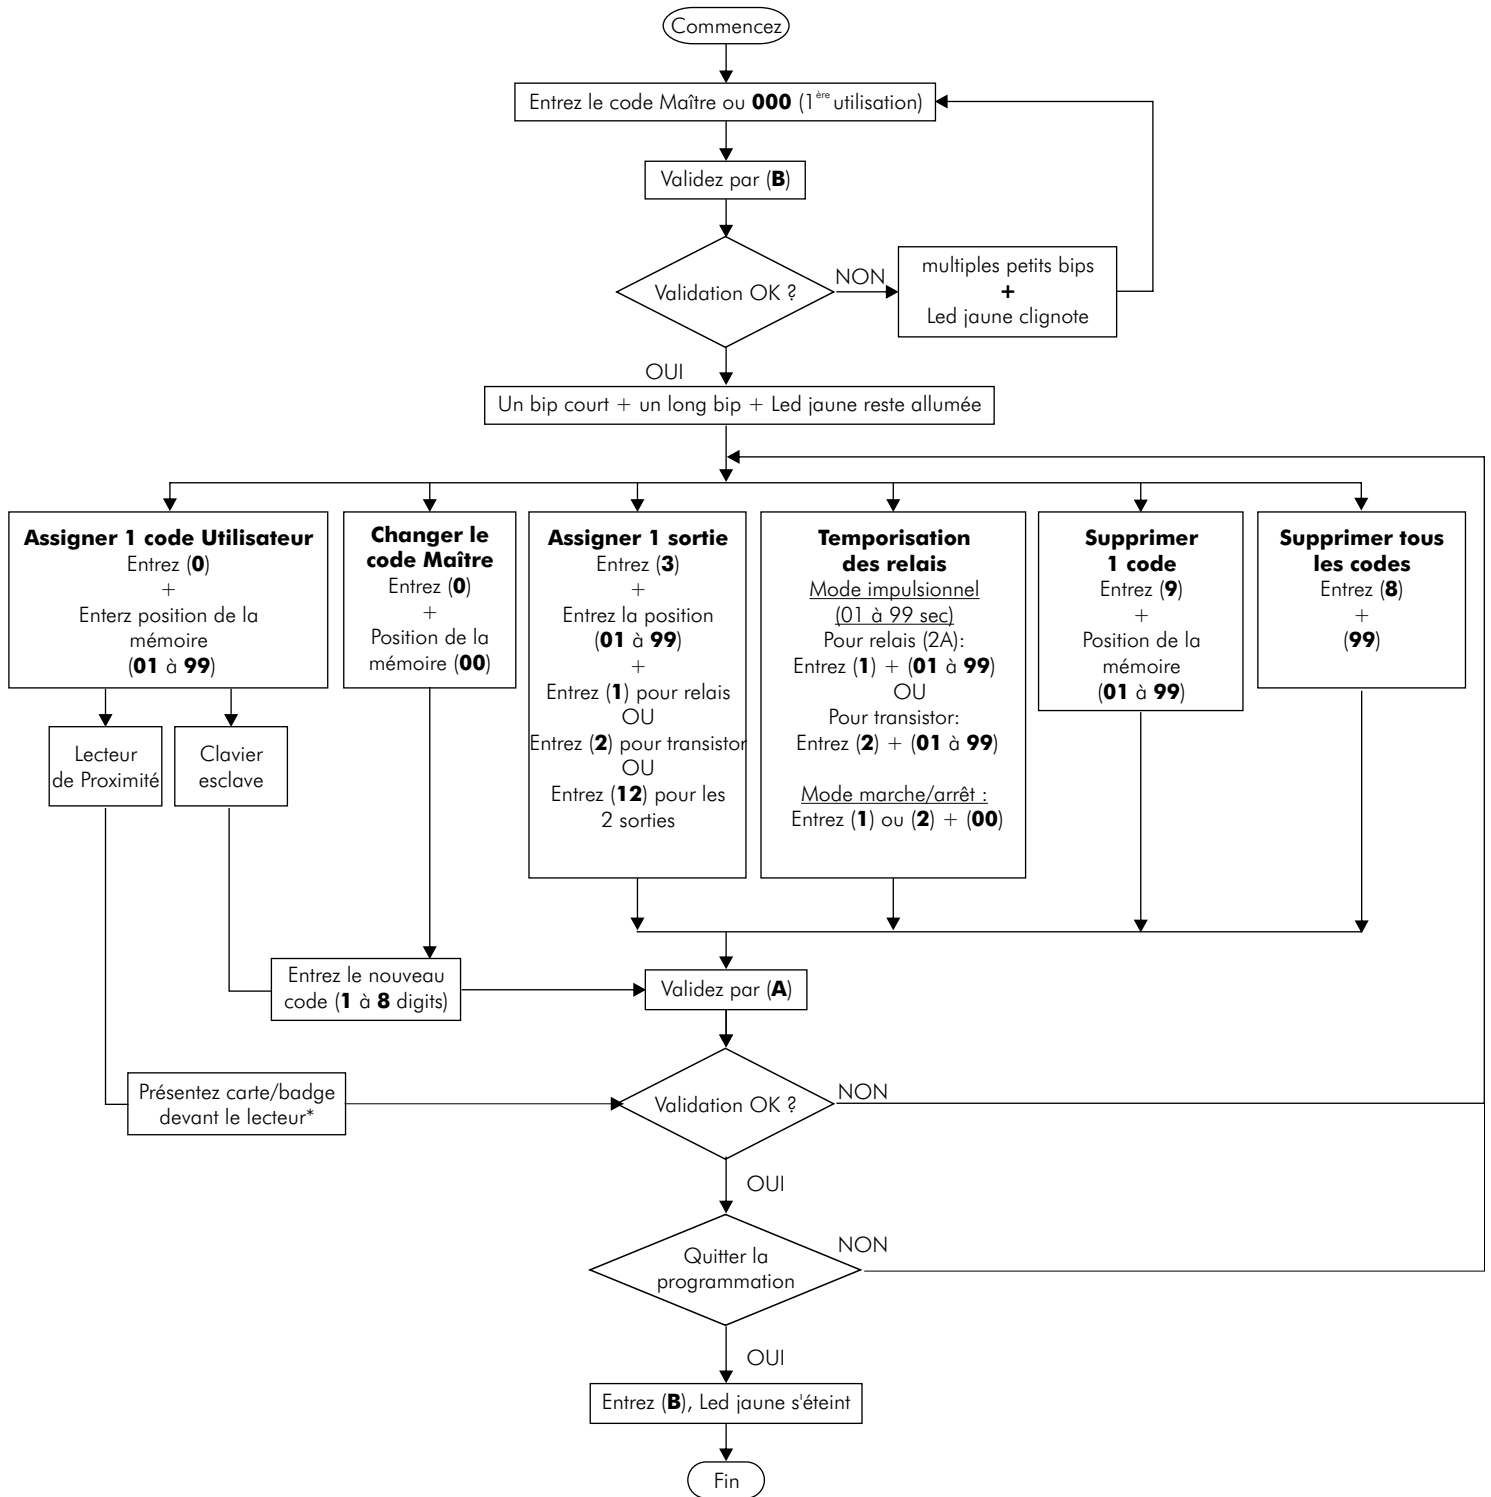 Commencez
Entrez le code Maître ou 000 (1ère utilisation)
Validez par (B)
Validation OK ?
NON
multiples petits bips
+
Led jaune clignote
OUI
Un bip court + un long bip + Led jaune reste allumée
Assigner 1 code Utilisateur
Entrez (0)
+
Enterz position de la
mémoire
(01 à 99)
Changer le
code Maître
Entrez (0)
+
Position de la
mémoire (00)
Assigner 1 sortie
Entrez (3)
+
Entrez la position
(01 à 99)
+
Entrez (1) pour relais
OU
Entrez (2) pour transistor
OU
Entrez (12) pour les
2 sorties
Temporisation
des relais
Mode impulsionnel
(01 à 99 sec)
Pour relais (2A):
Entrez (1) + (01 à 99)
OU
Pour transistor:
Entrez (2) + (01 à 99)
Mode marche/arrêt :
Entrez (1) ou (2) + (00)
Supprimer
1 code
Entrez (9)
+
Position de la
mémoire
(01 à 99)
Supprimer tous
les codes
Entrez (8)
+
(99)
Lecteur
de Proximité
Clavier
esclave
Entrez le nouveau
code (1 à 8 digits)
Validez par (A)
Présentez carte/badge
devant le lecteur*
Validation OK ?
NON
OUI
Quitter la
programmation
NON
OUI
Entrez (B), Led jaune s'éteint
Fin